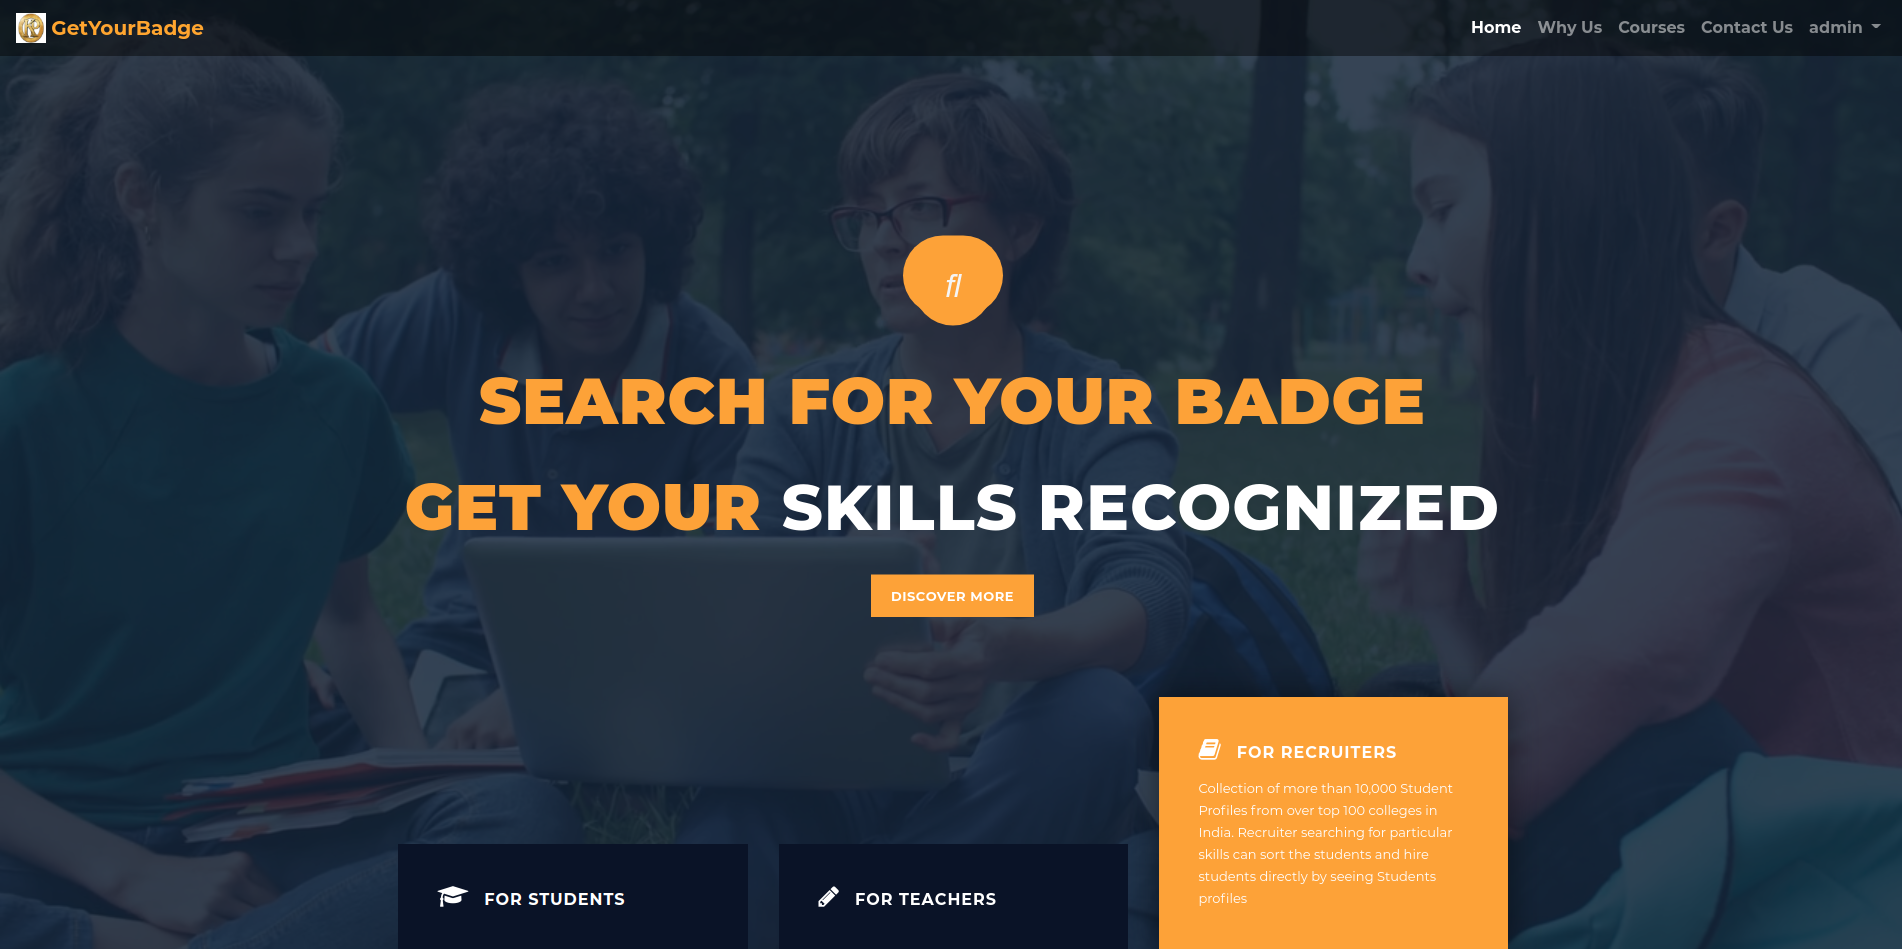 GetYourBadge
Home Why Us Courses Contact Us admin
fl
SEARCH FOR YOUR BADGE
GET YOUR SKILLS RECOGNIZED
DISCOVER MORE
FOR STUDENTS
FOR TEACHERS
FOR RECRUITERS
Collection of more than 10,000 Student
Profiles from over top 100 colleges in
India. Recruiter searching for particular
skills can sort the students and hire
students directly by seeing Students
profiles